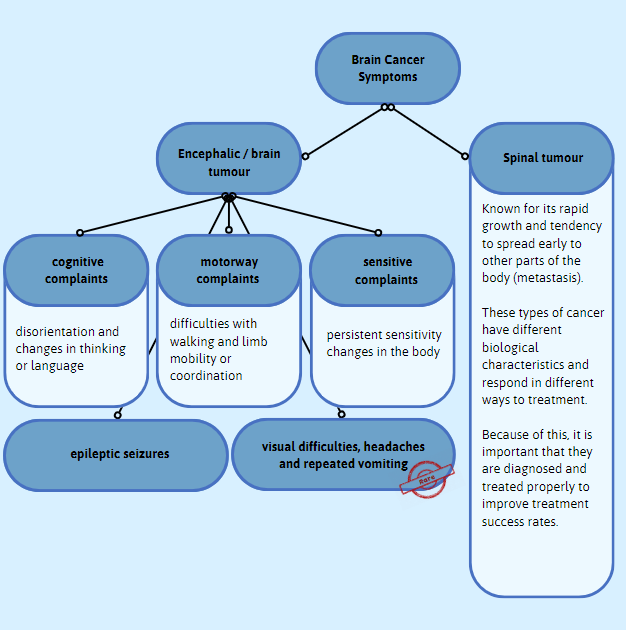 Brain Cancer
Symptoms
Encephalic / brain
tumour
Spinal tumour
Known for its rapid
growth and tendency
to spread early to
other parts of the
body (metastasis).
These types of cancer
have different
biological
characteristics and
respond in different
ways to treatment.
Because of this, it is
important that they
are diagnosed and
treated properly to
improve treatment
success rates.
cognitive
complaints
disorientation and
changes in thinking
or language
motorway
complaints
difficulties with
walking and limb
mobility or
coordination
sensitive
complaints
persistent sensitivity
changes in the body
epileptic seizures
visual difficulties, headaches
and repeated vomiting
Rare